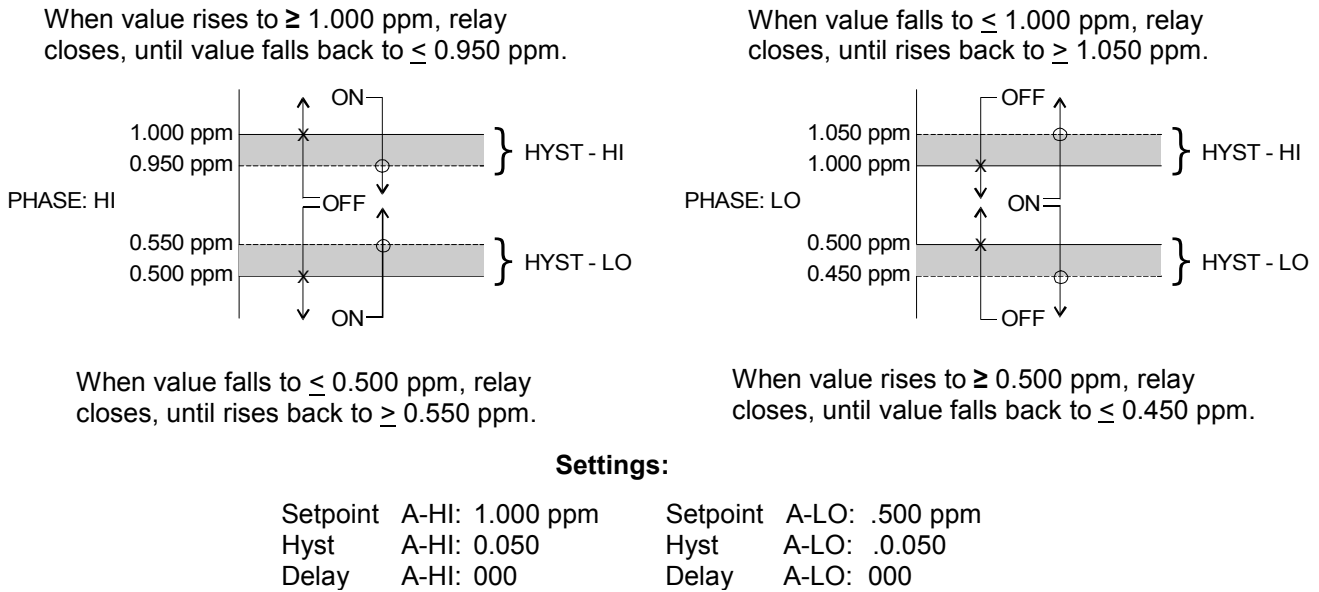 When value rises to ≥ 1.000 ppm, relay
closes, until value falls back to ≤ 0.950 ppm.
When value falls to ≤ 1.000 ppm, relay
closes, until rises back to ≥ 1.050 ppm.
ON
1.000 ppm
0.950 ppm
HYST - HI
PHASE: HI
OFF
0.550 ppm
0.500 ppm
HYST - LO
ON
OFF
1.050 ppm
1.000 ppm
HYST - HI
PHASE: LO
ON
0.500 ppm
0.450 ppm
HYST - LO
OFF
When value falls to ≤ 0.500 ppm, relay
closes, until rises back to ≥ 0.550 ppm.
When value rises to ≥ 0.500 ppm, relay
closes, until value falls back to ≤ 0.450 ppm.
Settings:
Setpoint A-HI: 1.000 ppm Setpoint A-LO: .500 ppm
Hyst A-HI: 0.050 Hyst A-LO: .0.050
Delay A-HI: 000 Delay A-LO: 000